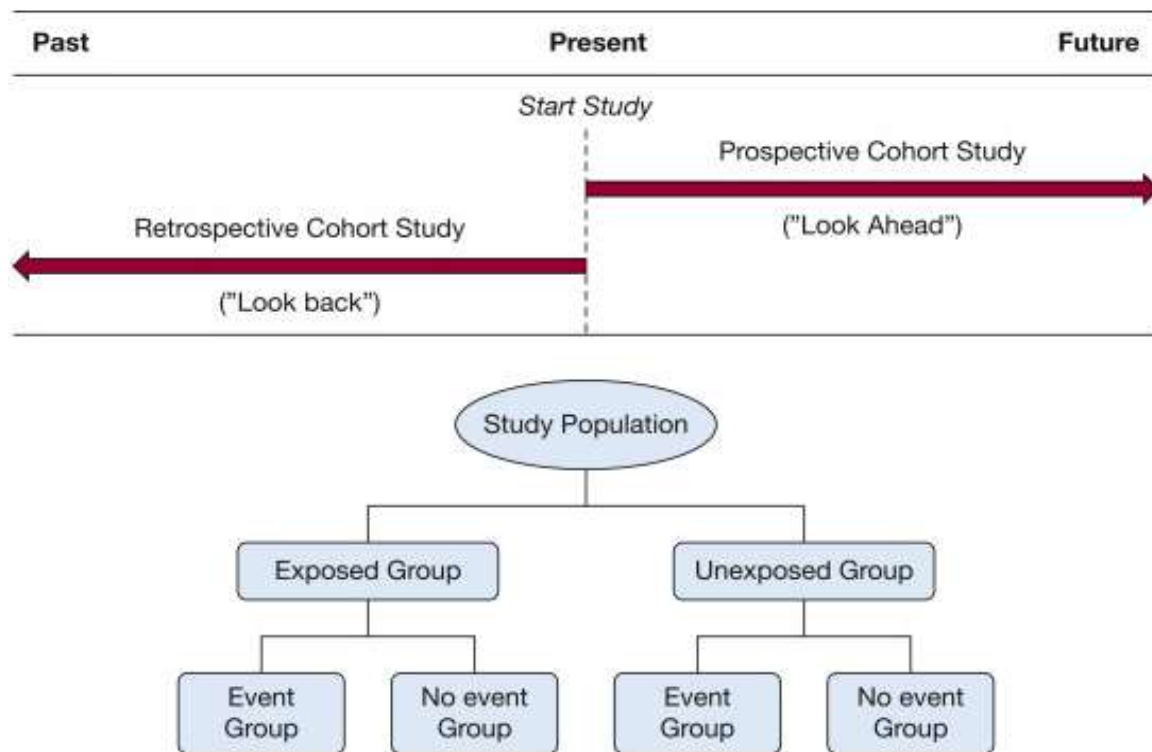 Past Present Future
Start Study
Prospective Cohort Study
(”Look Ahead”)
Retrospective Cohort Study
(”Look back”)
Study Population
Exposed Group Unexposed Group
Event No event Event No event
Group Group Group Group